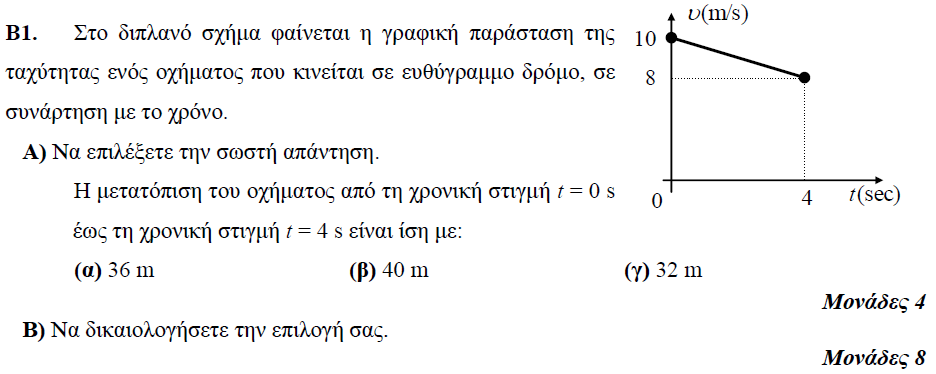 B1. Στο διπλανό σχήμα φαίνεται η γραφική παράσταση της
ταχύτητας ενός οχήματος που κινείται σε ευθύγραμμο δρόμο, σε
συνάρτηση με το χρόνο.
Α) Να επιλέξετε την σωστή απάντηση.
Η μετατόπιση του οχήματος από τη χρονική στιγμή t = 0 s
έως τη χρονική στιγμή t = 4 s είναι ίση με:
(α) 36 m (β) 40 m (γ) 32 m
Μονάδες 4
Β) Να δικαιολογήσετε την επιλογή σας.
Μονάδες 8
υ(m/s)
10
8
0
4
t(sec)